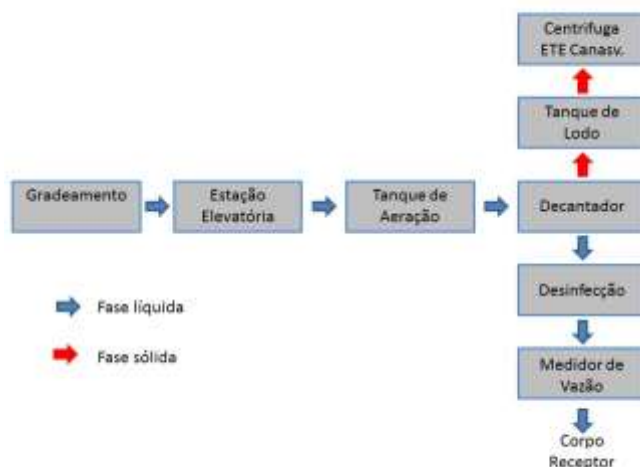 Centrifuga
ETE Canasv.
Tanque de
Lodo
Gradeamento
Estação
Elevatória
Tanque de
Aeração
Decantador
Desinfecção
Fase líquida
Fase sólida
Medidor de
Vazão
Corpo
Receptor